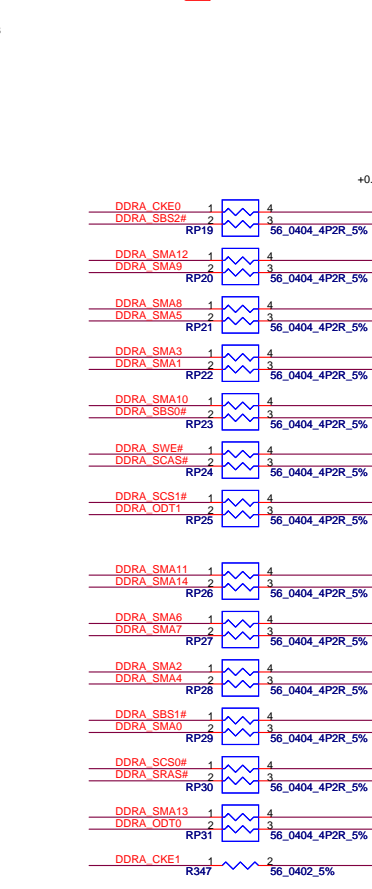 +0.
DDRA_CKE0 1 4
DDRA_SBS2# 2 3
RP19 56_0404_4P2R_5%
DDRA_SMA12 1 4
DDRA_SMA9 2 3
RP20 56_0404_4P2R_5%
DDRA_SMA8 1 4
DDRA_SMA5 2 3
RP21 56_0404_4P2R_5%
DDRA_SMA3 1 4
DDRA_SMA1 2 3
RP22 56_0404_4P2R_5%
DDRA_SMA10 1 4
DDRA_SBS0# 2 3
RP23 56_0404_4P2R_5%
DDRA_SWE# 1 4
DDRA_SCAS# 2 3
RP24 56_0404_4P2R_5%
DDRA_SCS1# 1 4
DDRA_ODT1 2 3
RP25 56_0404_4P2R_5%
DDRA_SMA11 1 4
DDRA_SMA14 2 3
RP26 56_0404_4P2R_5%
DDRA_SMA6 1 4
DDRA_SMA7 2 3
RP27 56_0404_4P2R_5%
DDRA_SMA2 1 4
DDRA_SMA4 2 3
RP28 56_0404_4P2R_5%
DDRA_SBS1# 1 4
DDRA_SMA0 2 3
RP29 56_0404_4P2R_5%
DDRA_SCS0# 1 4
DDRA_SRAS# 2 3
RP30 56_0404_4P2R_5%
DDRA_SMA13 1 4
DDRA_ODT0 2 3
RP31 56_0404_4P2R_5%
DDRA_CKE1 1 2
R347 56_0402_5%